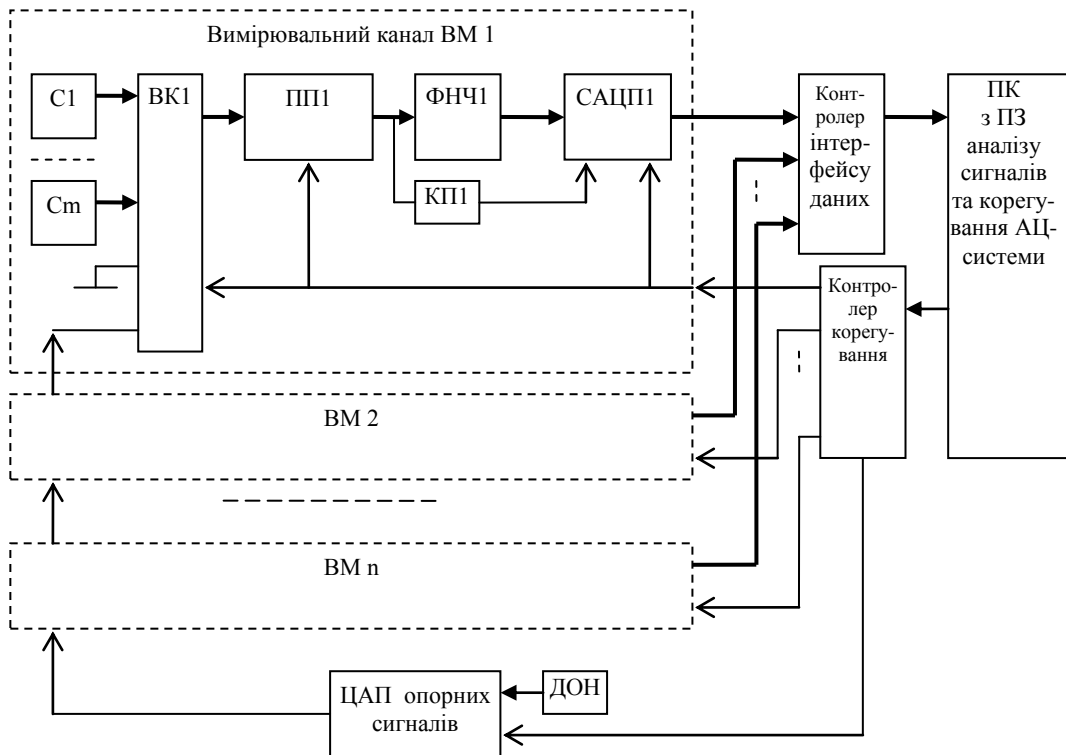 Вимірювальний канал ВМ 1
С1
ВК1
ПП1
ФНЧ1
САЦП1
Cm
КП1
Конт-
ролер
інтер-
фейсу
даних
ПК
з ПЗ
аналізу
сигналів
та корегу-
вання АЦ-
системи
Контро-
лер
корегу-
вання
ВМ 2
ВМ n
ЦАП опорних
сигналів
ДОН